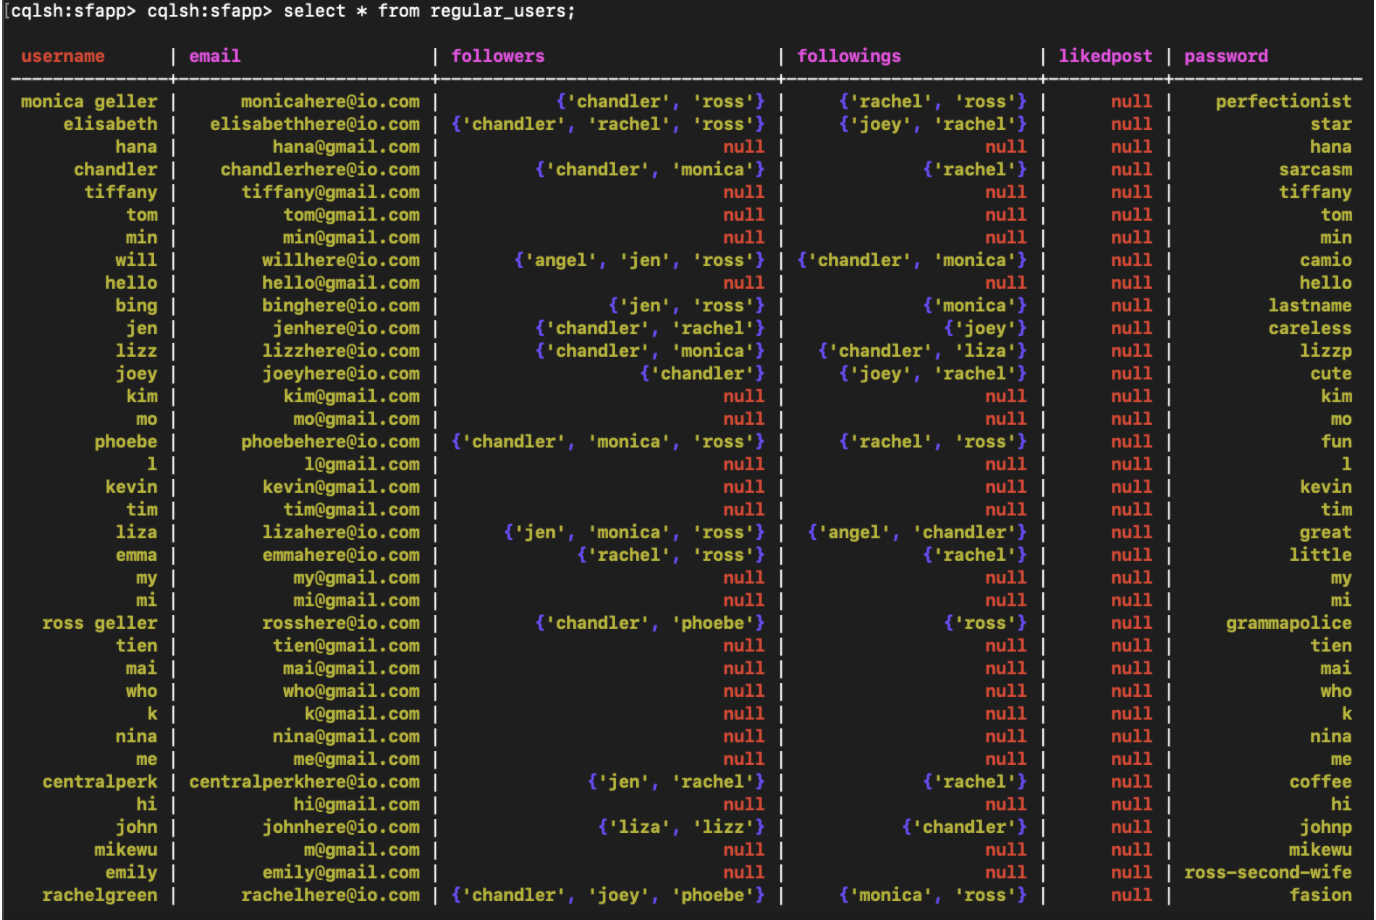 [cqlsh:sfapp> cqlsh:sfapp> select * from regular_users;
username | email | followers | followings | likedpost | password
monica geller | monicahere@io.com | {'chandler', 'ross'} | {'rachel', 'ross'} | null | perfectionist
elisabeth | elisabethhere@io.com | {'chandler', 'rachel', 'ross'} | {'joey', 'rachel'} | null | star
hana | hana@gmail.com | null | null | null | hana
chandler | chandlerhere@io.com | {'chandler', 'monica'} | {'rachel'} | null | sarcasm
tiffany | tiffany@gmail.com | null | null | null | tiffany
tom | tom@gmail.com | null | null | null | tom
min | min@gmail.com | null | null | null | min
will | willhere@io.com | {'angel', 'jen', 'ross'} | {'chandler', 'monica'} | null | camio
hello | hello@gmail.com | null | null | null | hello
bing | binghere@io.com | {'jen', 'ross'} | {'monica'} | null | lastname
jen | jenhere@io.com | {'chandler', 'rachel'} | {'joey'} | null | careless
lizz | lizzhere@io.com | {'chandler', 'monica'} | {'chandler', 'liza'} | null | lizzp
joey | joeyhere@io.com | {'chandler'} | {'joey', 'rachel'} | null | cute
kim | kim@gmail.com | null | null | null | kim
mo | mo@gmail.com | null | null | null | mo
phoebe | phoebehere@io.com | {'chandler', 'monica', 'ross'} | {'rachel', 'ross'} | null | fun
l | l@gmail.com | null | null | null | l
kevin | kevin@gmail.com | null | null | null | kevin
tim | tim@gmail.com | null | null | null | tim
liza | lizahere@io.com | {'jen', 'monica', 'ross'} | {'angel', 'chandler'} | null | great
emma | emmahere@io.com | {'rachel', 'ross'} | {'rachel'} | null | little
my | my@gmail.com | null | null | null | my
mi | mi@gmail.com | null | null | null | mi
ross geller | rosshere@io.com | {'chandler', 'phoebe'} | {'ross'} | null | grammapolice
tien | tien@gmail.com | null | null | null | tien
mai | mai@gmail.com | null | null | null | mai
who | who@gmail.com | null | null | null | who
k | k@gmail.com | null | null | null | k
nina | nina@gmail.com | null | null | null | nina
me | me@gmail.com | null | null | null | me
centralperk | centralperkhere@io.com | {'jen', 'rachel'} | {'rachel'} | null | coffee
hi | hi@gmail.com | null | null | null | hi
john | johnhere@io.com | {'liza', 'lizz'} | {'chandler'} | null | johnp
mikewu | m@gmail.com | null | null | null | mikewu
emily | emily@gmail.com | null | null | null | ross-second-wife
rachelgreen | rachelhere@io.com | {'chandler', 'joey', 'phoebe'} | {'monica', 'ross'} | null | fasion